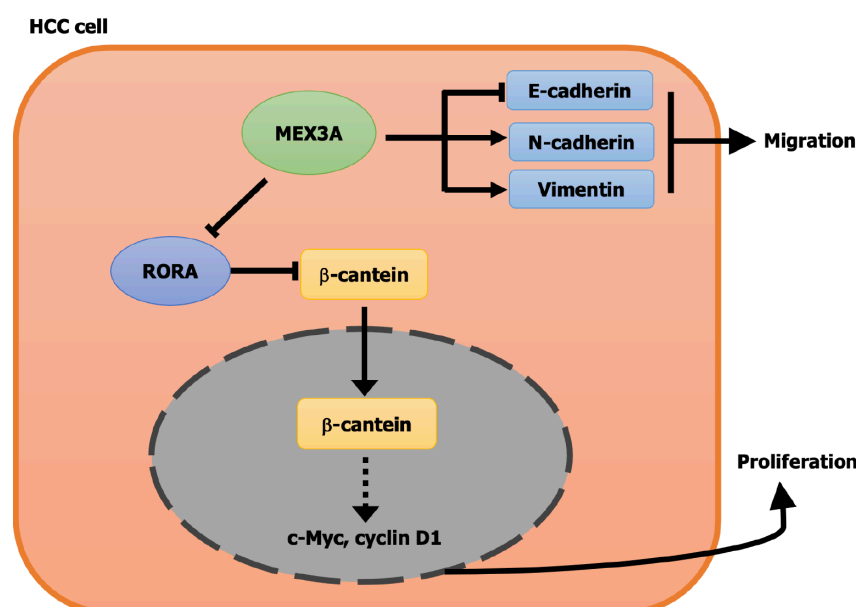 HCC cell
MEX3A
E-cadherin
N-cadherin
Vimentin
Migration
RORA
β-cantein
β-cantein
c-Myc, cyclin D1
Proliferation